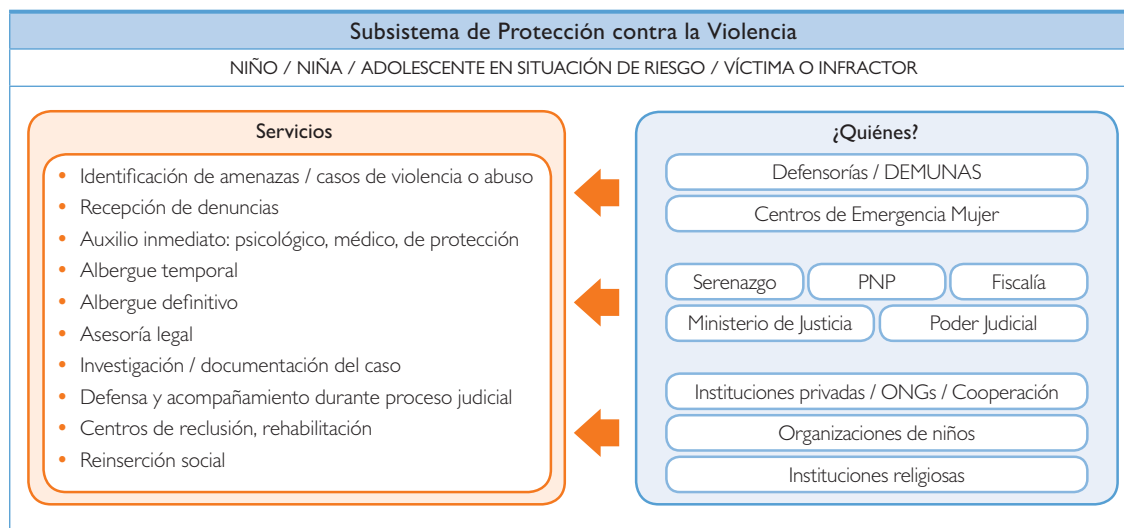 Subsistema de Protección contra la Violencia
NIÑO / NIÑA / ADOLESCENTE EN SITUACIÓN DE RIESGO / VÍCTIMA O INFRACTOR
Servicios
• Identificación de amenazas / casos de violencia o abuso
• Recepción de denuncias
• Auxilio inmediato: psicológico, médico, de protección
• Albergue temporal
• Albergue definitivo
• Asesoría legal
• Investigación / documentación del caso
• Defensa y acompañamiento durante proceso judicial
• Centros de reclusión, rehabilitación
• Reinserción social
¿Quiénes?
Defensorías / DEMUNAS
Centros de Emergencia Mujer
Serenazgo PNP Fiscalía
Ministerio de Justicia Poder Judicial
Instituciones privadas / ONGs / Cooperación
Organizaciones de niños
Instituciones religiosas